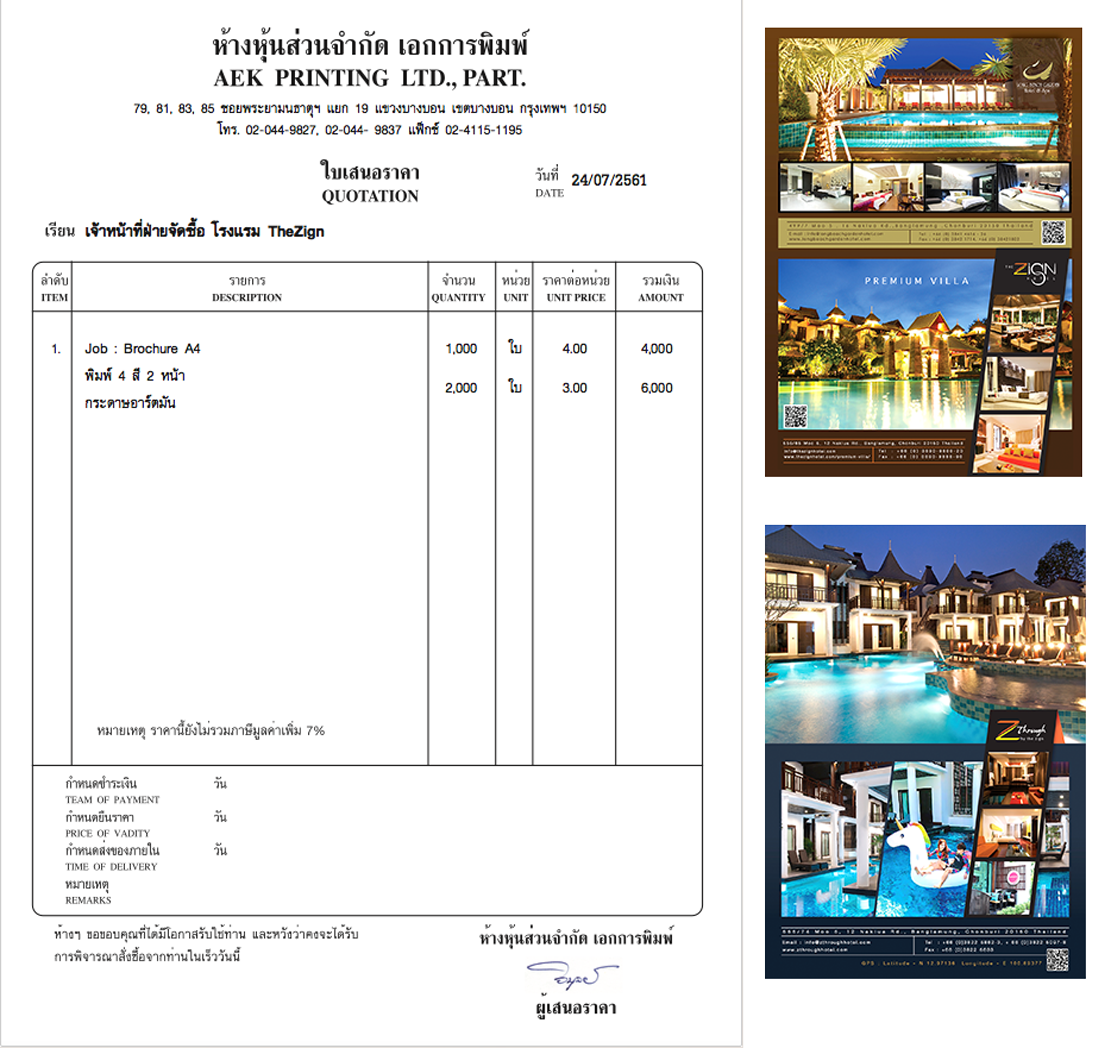 ห้างหุ้นส่วนจำกัด เอกการพิมพ์
AEK PRINTING LTD., PART.
79, 81, 83, 85 ซอยพระยามนธาตุฯ แยก 19 แขวงบางบอน เขตบางบอน กรุงเทพฯ 10150
โทร. 02-044-9827, 02-044- 9837 แฟ็กซ์ 02-4115-1195
ใบเสนอราคา
QUOTATION
วันที่ 24/07/2561
DATE
เรียน เจ้าหน้าที่ฝ่ายจัดซื้อ โรงแรม TheZign
ลำดับ รายการ จำนวน หน่วย ราคาต่อหน่วย รวมเงิน
ITEM DESCRIPTION QUANTITY UNIT UNIT PRICE AMOUNT
1. Job : Brochure A4 1,000 ใบ 4.00 4,000
พิมพ์ 4 สี 2 หน้า
2,000 ใบ 3.00 6,000
กระดาษอาร์ตมัน
หมายเหตุ ราคานี้ยังไม่รวมภาษีมูลค่าเพิ่ม 7%
กำหนดชำระเงิน วัน
TEAM OF PAYMENT
กำหนดยืนราคา วัน
PRICE OF VADITY
กำหนดส่งของภายใน วัน
TIME OF DELIVERY
หมายเหตุ
REMARKS
ห้างฯ ขอขอบคุณที่ได้มีโอกาสรับใช้ท่าน และหวังว่าคงจะได้รับ
การพิจารณาสั่งซื้อจากท่านในเร็ววันนี้
ห้างหุ้นส่วนจำกัด เอกการพิมพ์
ผู้เสนอราคา
LONG BEACH GARDEN
Hotel & Spa
PREMIUM VILLA
THE ZIGN
HOTEL
info@thezignhotel.com
www.thezignhotel.com/premium-villa/
Z Through
by the zign
Email : info@zthroughhotel.com
www.zthroughhotel.com